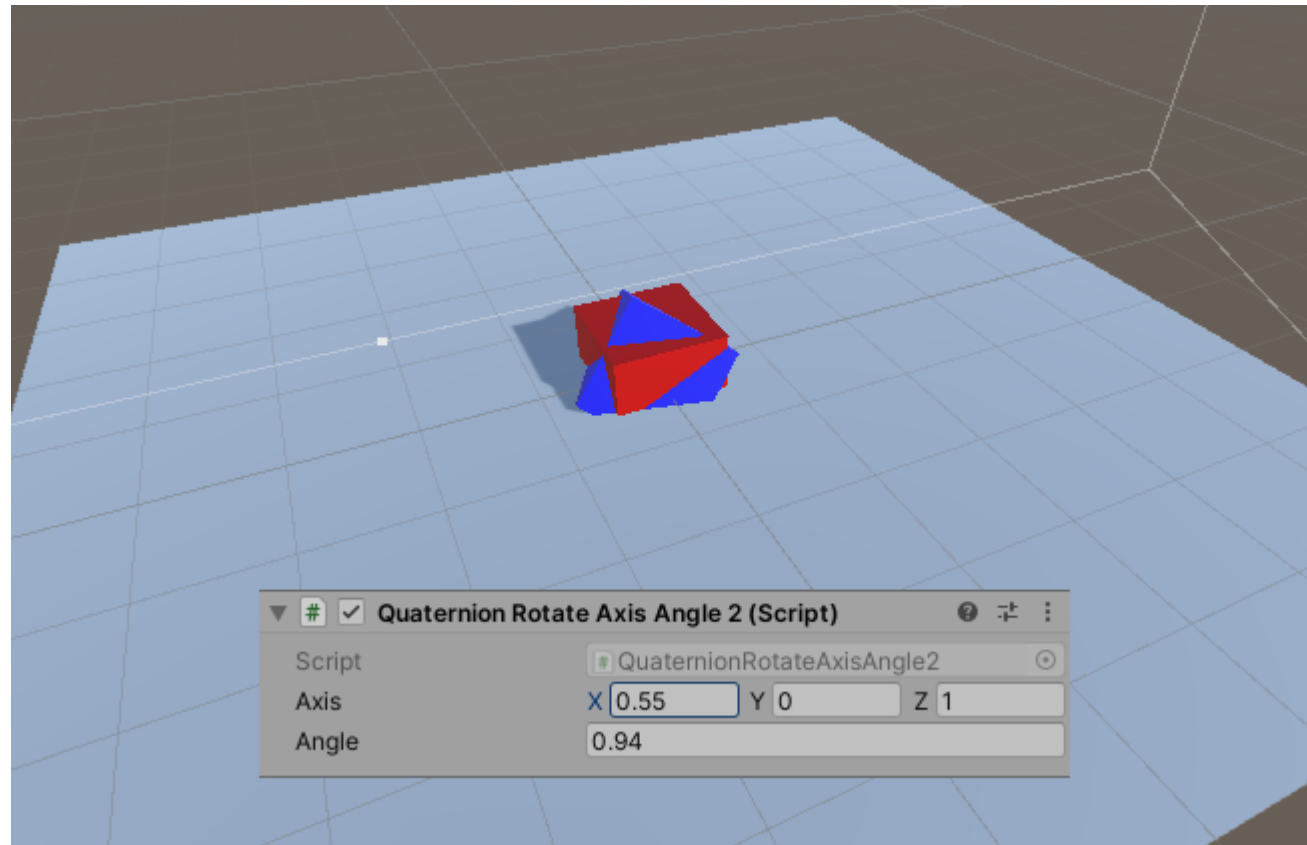 # Quaternion Rotate Axis Angle 2 (Script)
Script # QuaternionRotateAxisAngle2
Axis X 0.55 Y 0 Z 1
Angle 0.94